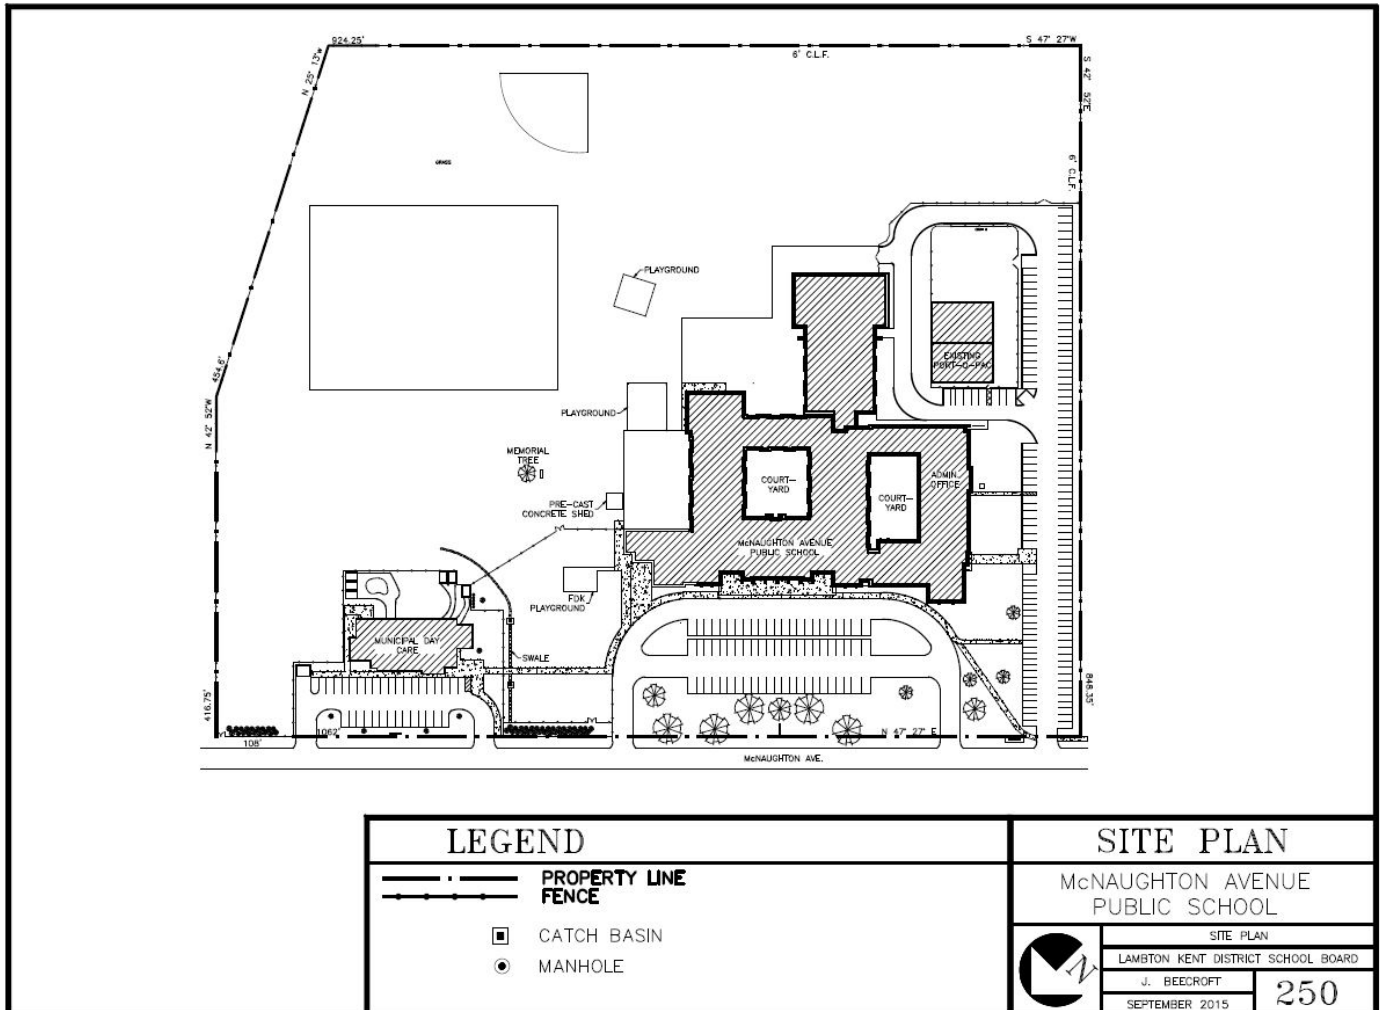 924.25'
S 47° 27"W
6' C.L.F.
N 25° 13"W
S 42° 52'E
GRASS
6' C.L.F.
PLAYGROUND
454.6'
EXISTING
PORT-O-PAC
N 42° 52"W
PLAYGROUND
MEMORIAL
TREE
COURT-
YARD
ADMIN.
OFFICE
COURT-
YARD
PRE-CAST
CONCRETE SHED
McNAUGHTON AVENUE
PUBLIC SCHOOL
FDK
PLAYGROUND
MUNICIPAL DAY
CARE
SWALE
416.75'
848.35'
1062'
N 47° 27" E
108'
McNAUGHTON AVE.
LEGEND
PROPERTY LINE
FENCE
CATCH BASIN
MANHOLE
SITE PLAN
McNAUGHTON AVENUE
PUBLIC SCHOOL
N
SITE PLAN
LAMBTON KENT DISTRICT SCHOOL BOARD
J. BEECROFT
SEPTEMBER 2015
250